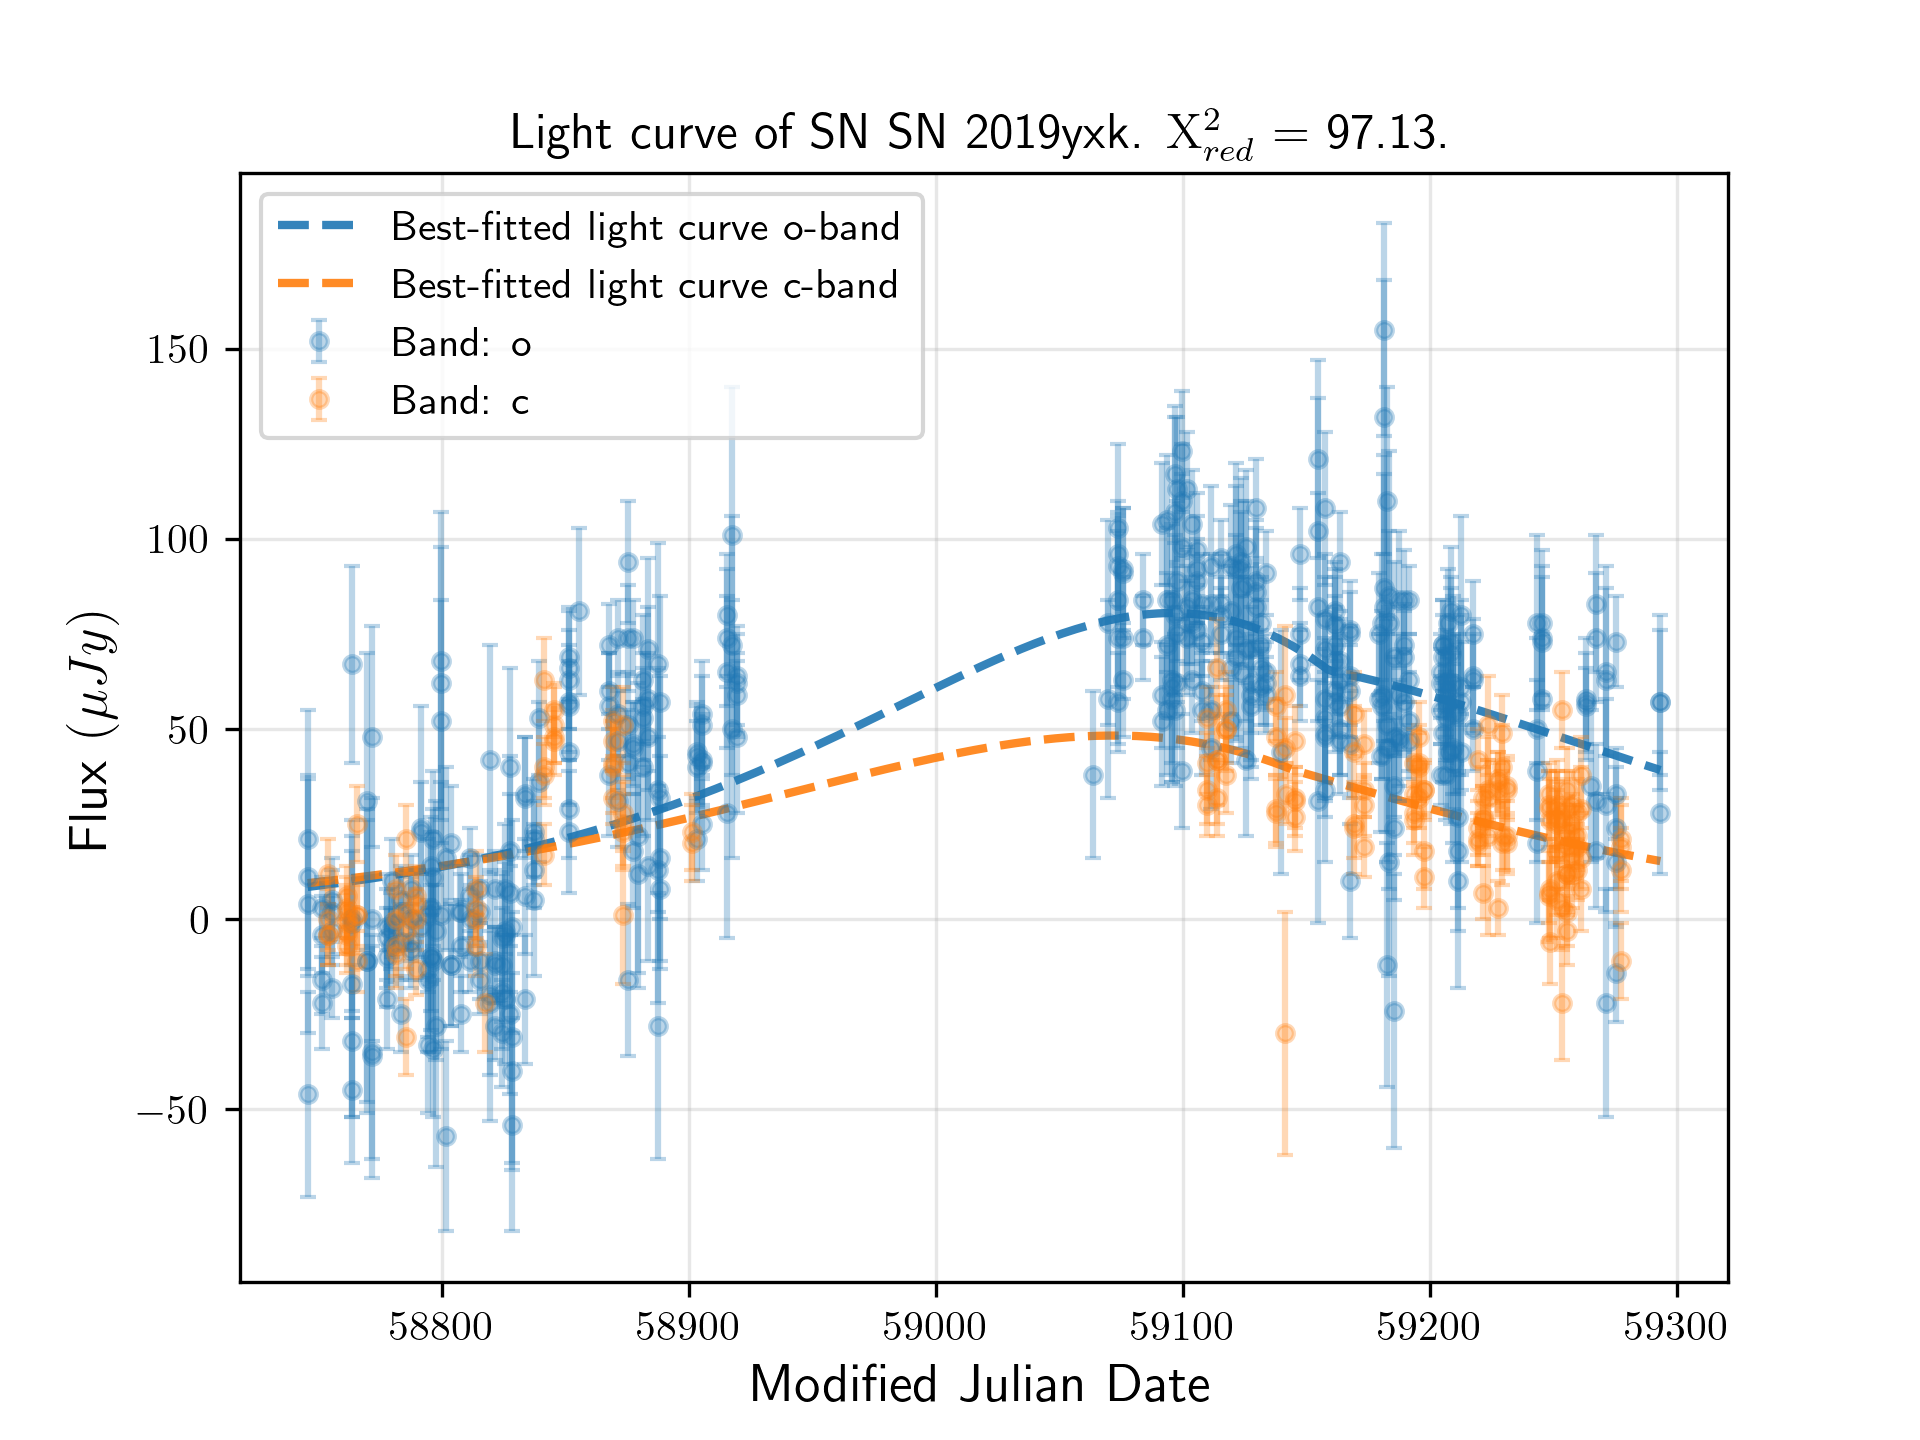 Light curve of SN SN 2019yxk. X²_red = 97.13.
Best-fitted light curve o-band
Best-fitted light curve c-band
Band: o
Band: c
Flux (μJy)
150
100
50
0
−50
58800 58900 59000 59100 59200 59300
Modified Julian Date